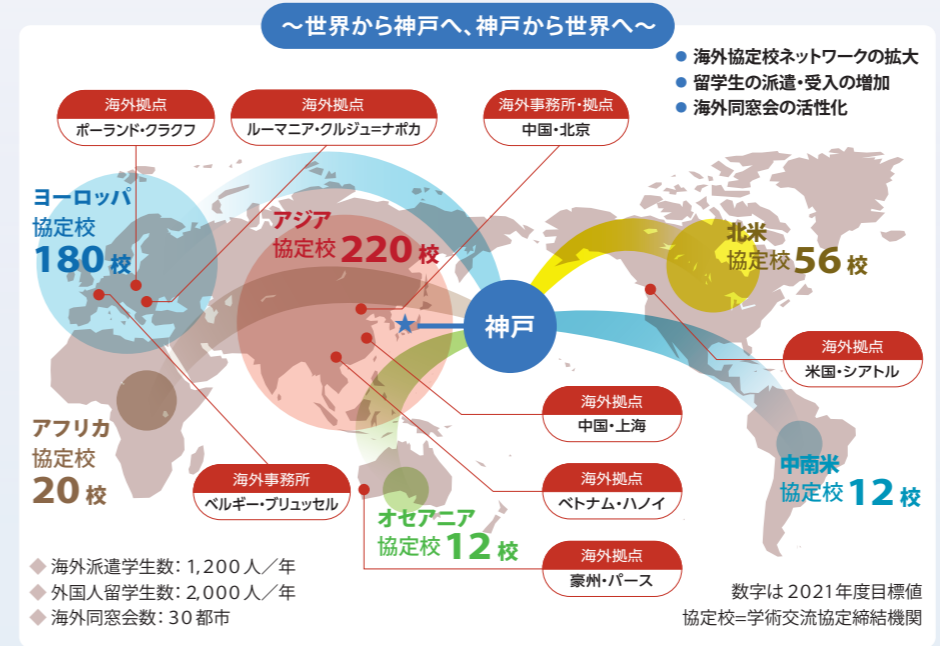 ～世界から神戸へ、神戸から世界へ～
● 海外協定校ネットワークの拡大
● 留学生の派遣・受入の増加
● 海外同窓会の活性化
海外拠点
ポーランド・クラクフ
海外拠点
ルーマニア・クルジュ=ナポカ
海外事務所・拠点
中国・北京
ヨーロッパ
協定校
180校
アジア
協定校220校
北米
協定校56校
神戸
海外拠点
米国・シアトル
海外拠点
中国・上海
アフリカ
協定校
20校
海外事務所
ベルギー・ブリュッセル
海外拠点
ベトナム・ハノイ
中南米
協定校12校
オセアニア
協定校12校
海外拠点
豪州・パース
◆ 海外派遣学生数：1,200人／年
◆ 外国人留学生数：2,000人／年
◆ 海外同窓会数：30都市
数字は2021年度目標値
協定校=学術交流協定締結機関